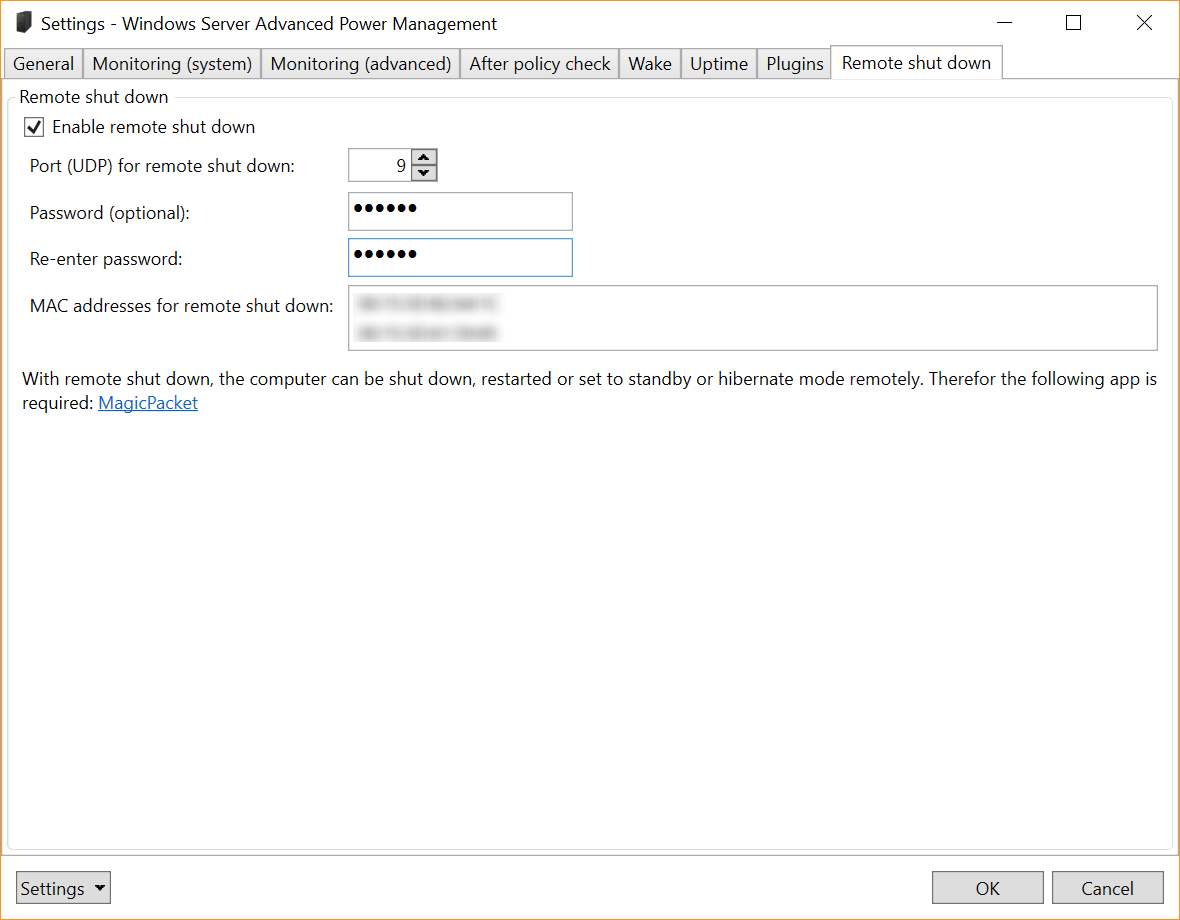 Settings - Windows Server Advanced Power Management
General Monitoring (system) Monitoring (advanced) After policy check Wake Uptime Plugins Remote shut down
Remote shut down
Enable remote shut down
Port (UDP) for remote shut down: 9
Password (optional): ••••••
Re-enter password: ••••••
MAC addresses for remote shut down:
With remote shut down, the computer can be shut down, restarted or set to standby or hibernate mode remotely. Therefor the following app is
required: MagicPacket
Settings OK Cancel